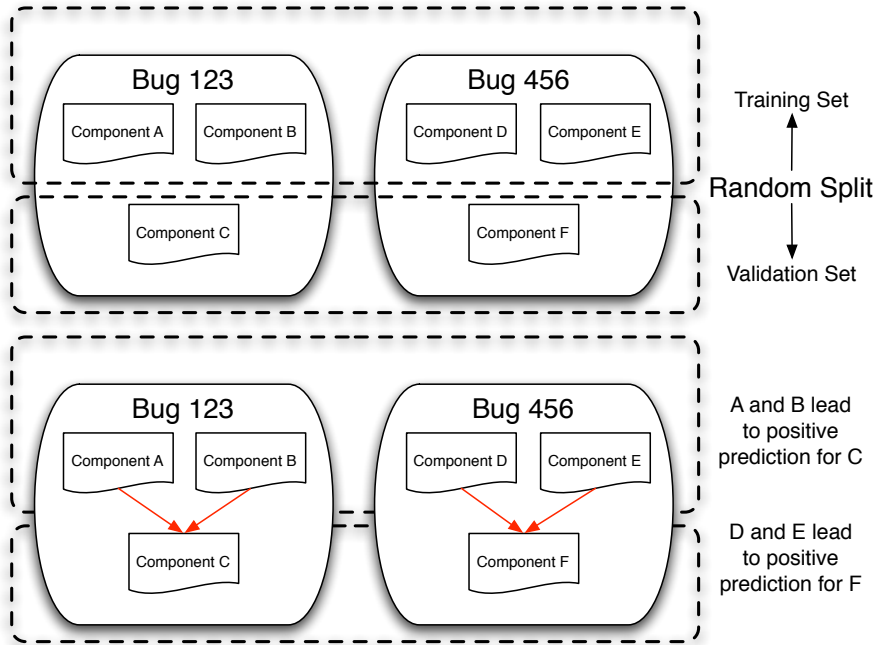 Bug 123
Bug 456
Component A
Component B
Component D
Component E
Training Set
Random Split
Component C
Component F
Validation Set
Bug 123
Bug 456
Component A
Component B
Component D
Component E
A and B lead
to positive
prediction for C
Component C
Component F
D and E lead
to positive
prediction for F